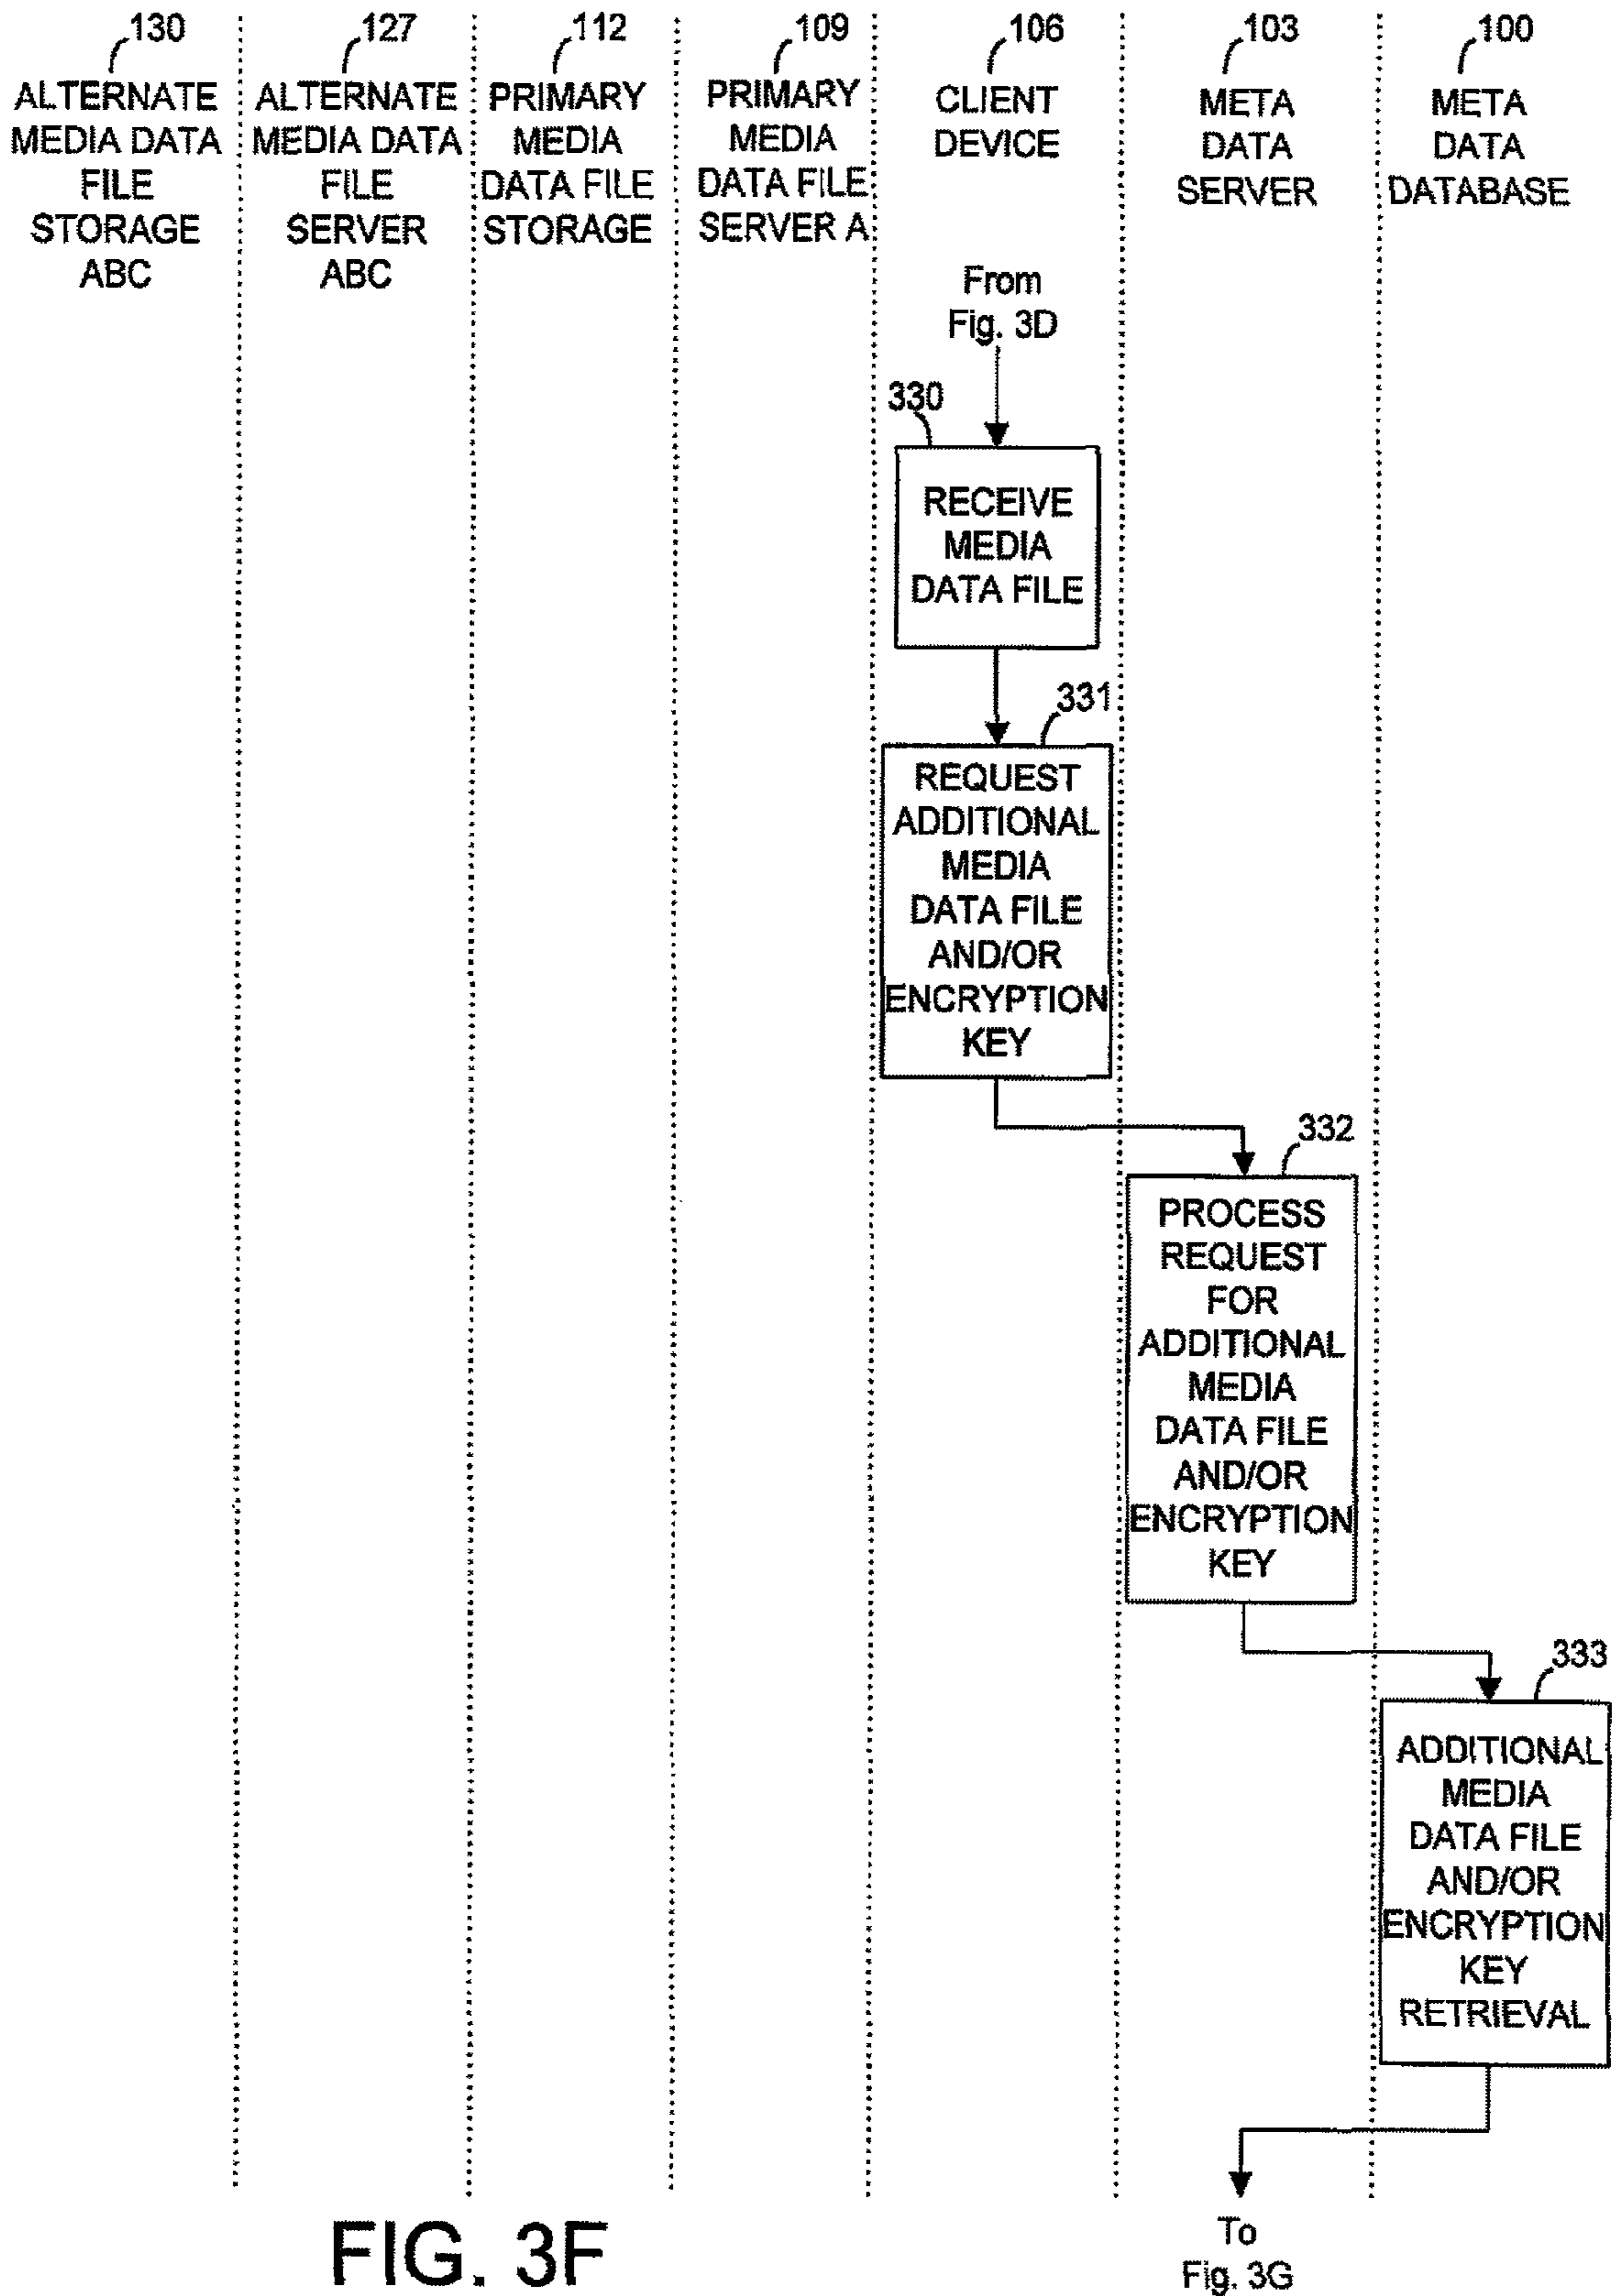 130
ALTERNATE
MEDIA DATA
FILE
STORAGE
ABC
127
ALTERNATE
MEDIA DATA
FILE
SERVER
ABC
112
PRIMARY
MEDIA
DATA FILE
STORAGE
109
PRIMARY
MEDIA
DATA FILE
SERVER A
106
CLIENT
DEVICE
103
META
DATA
SERVER
100
META
DATA
DATABASE
From
Fig. 3D
330
RECEIVE
MEDIA
DATA FILE
331
REQUEST
ADDITIONAL
MEDIA
DATA FILE
AND/OR
ENCRYPTION
KEY
332
PROCESS
REQUEST
FOR
ADDITIONAL
MEDIA
DATA FILE
AND/OR
ENCRYPTION
KEY
333
ADDITIONAL
MEDIA
DATA FILE
AND/OR
ENCRYPTION
KEY
RETRIEVAL
To
Fig. 3G
FIG. 3F